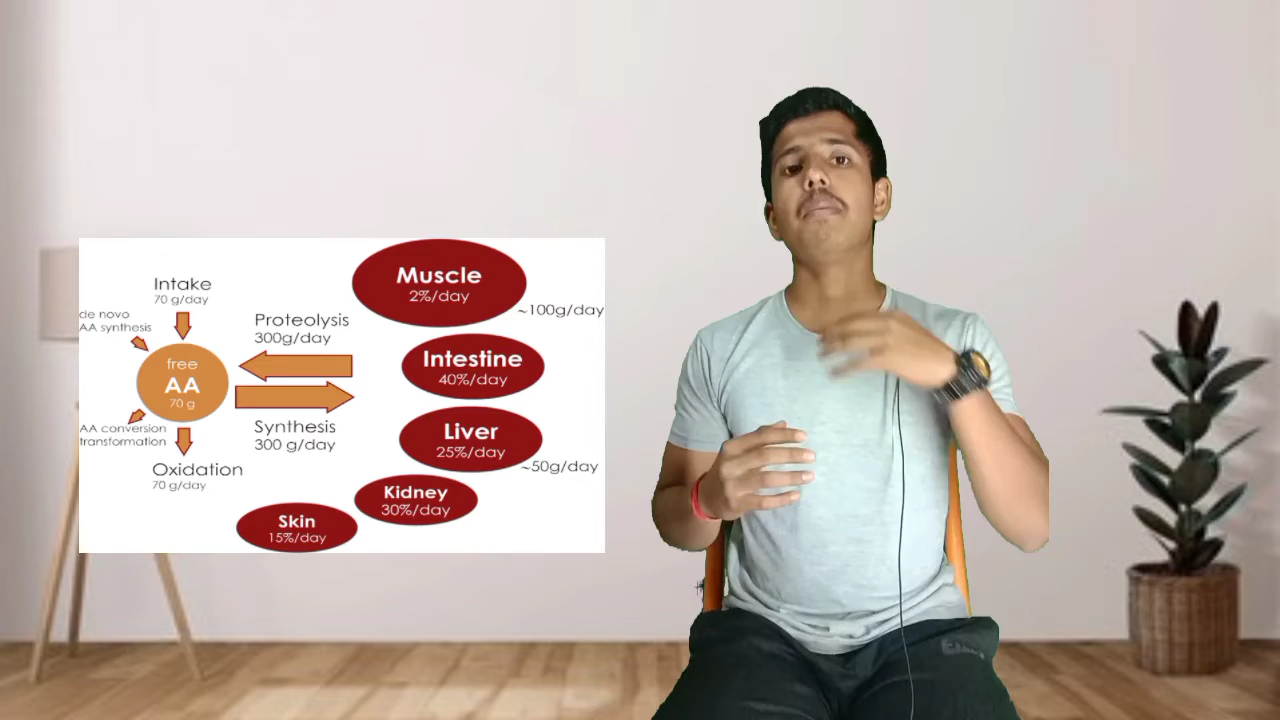 Intake
70 g/day
de novo
AA synthesis
free
AA
70 g
AA conversion
transformation
Oxidation
70 g/day
Proteolysis
300g/day
Synthesis
300 g/day
Muscle
2%/day
~100g/day
Intestine
40%/day
Liver
25%/day
~50g/day
Kidney
30%/day
Skin
15%/day